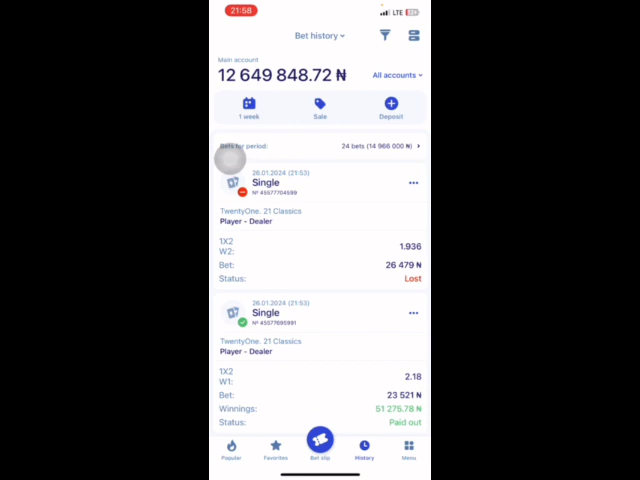 21:58
LTE
Bet history
Main account
12 649 848.72 ₦
All accounts
1 week
Sale
Deposit
Bets for period:
24 bets (14 966 000 ₦)
26.01.2024 (21:53)
Single
№ 45577704599
TwentyOne. 21 Classics
Player - Dealer
1X2
W2:
1.936
Bet:
26 479 ₦
Status:
Lost
26.01.2024 (21:53)
Single
№ 45577695991
TwentyOne. 21 Classics
Player - Dealer
1X2
W1:
2.18
Bet:
23 521 ₦
Winnings:
51 275.78 ₦
Status:
Paid out
Popular
Favorites
Bet slip
History
Menu